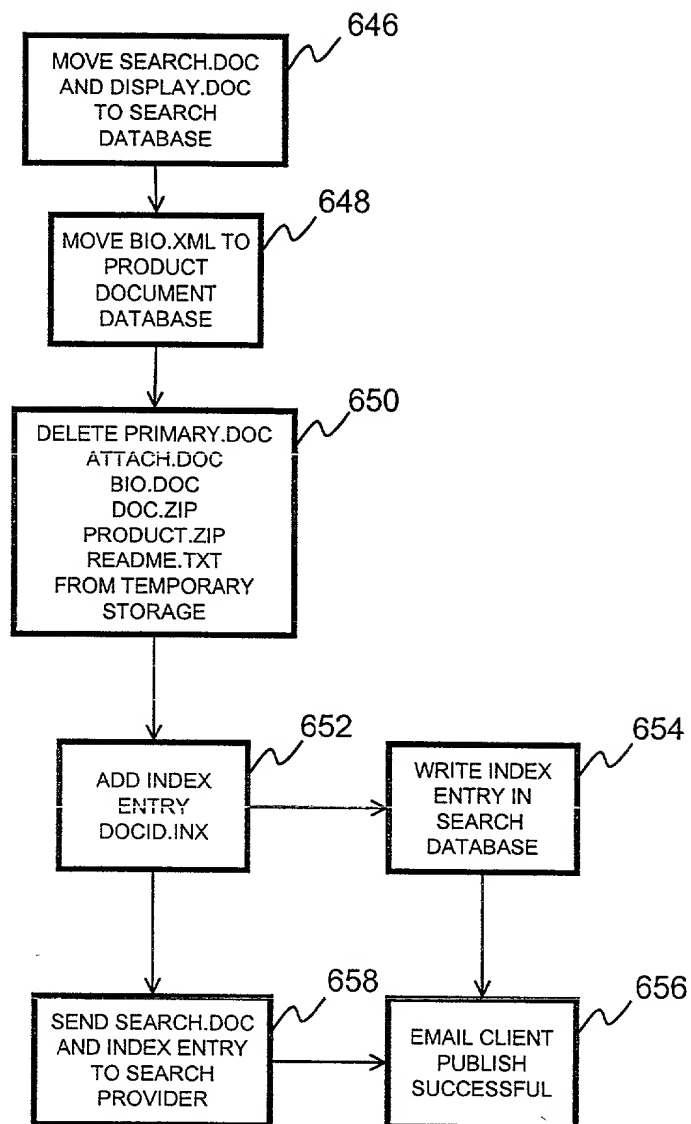 646
MOVE SEARCH.DOC
AND DISPLAY.DOC
TO SEARCH
DATABASE
648
MOVE BIO.XML TO
PRODUCT
DOCUMENT
DATABASE
650
DELETE PRIMARY.DOC
ATTACH.DOC
BIO.DOC
DOC.ZIP
PRODUCT.ZIP
README.TXT
FROM TEMPORARY
STORAGE
652
ADD INDEX
ENTRY
DOCID.INX
654
WRITE INDEX
ENTRY IN
SEARCH
DATABASE
658
SEND SEARCH.DOC
AND INDEX ENTRY
TO SEARCH
PROVIDER
656
EMAIL CLIENT
PUBLISH
SUCCESSFUL